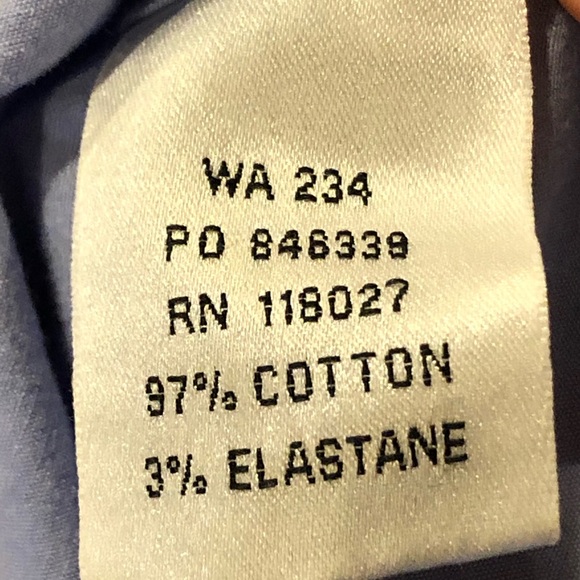 WA 234
PO 846339
RN 118027
97% COTTON
3% ELASTANE